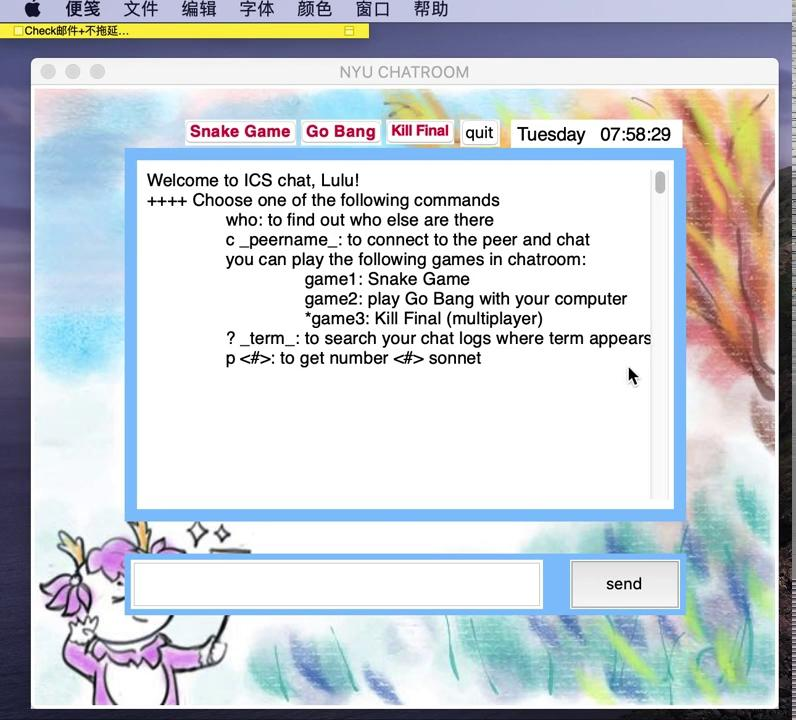 便笺 文件 编辑 字体 颜色 窗口 帮助
Check邮件+不拖延...
NYU CHATROOM
Snake Game Go Bang Kill Final quit Tuesday 07:58:29
Welcome to ICS chat, Lulu!
++++ Choose one of the following commands
who: to find out who else are there
c _peername_: to connect to the peer and chat
you can play the following games in chatroom:
game1: Snake Game
game2: play Go Bang with your computer
*game3: Kill Final (multiplayer)
? _term_: to search your chat logs where term appears
p <#>: to get number <#> sonnet
send